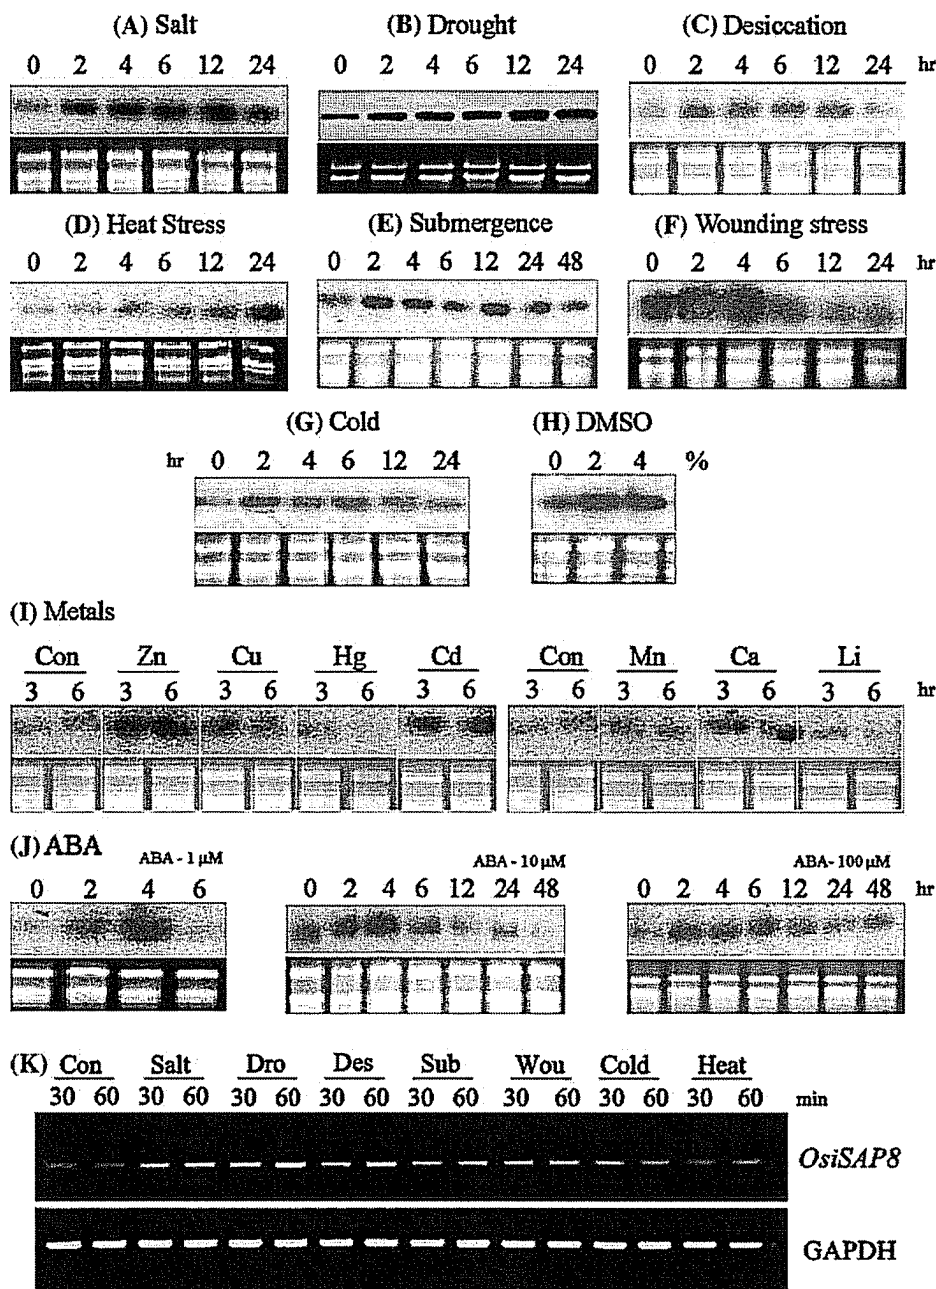 (A) Salt (B) Drought (C) Desiccation
0 2 4 6 12 24 0 2 4 6 12 24 0 2 4 6 12 24 hr
(D) Heat Stress (E) Submergence (F) Wounding stress
0 2 4 6 12 24 0 2 4 6 12 24 48 0 2 4 6 12 24 hr
(G) Cold (H) DMSO
hr 0 2 4 6 12 24 0 2 4 %
(I) Metals
Con Zn Cu Hg Cd Con Mn Ca Li
3 6 3 6 3 6 3 6 3 6 3 6 3 6 3 6 3 6 hr
(J) ABA ABA - 1 μM ABA - 10 μM ABA- 100 μM
0 2 4 6 0 2 4 6 12 24 48 0 2 4 6 12 24 48 hr
(K) Con Salt Dro Des Sub Wou Cold Heat
30 60 30 60 30 60 30 60 30 60 30 60 30 60 30 60 min
OsiSAP8
GAPDH